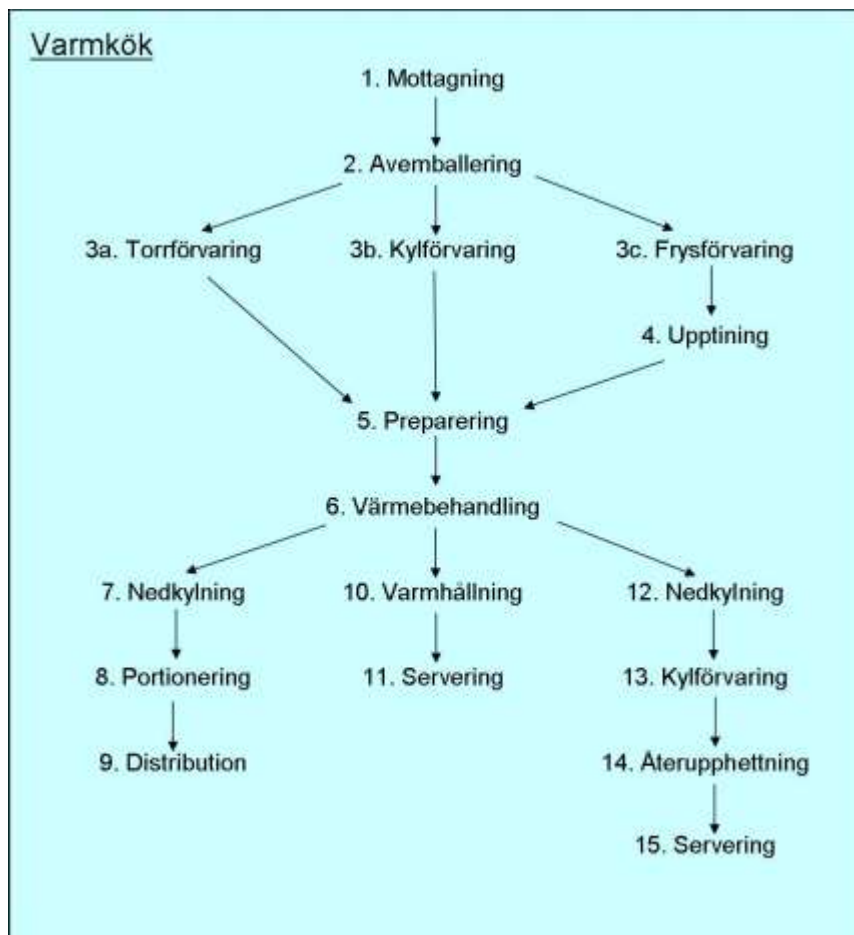 Varmkök
1. Mottagning
2. Avemballering
3a. Torrförvaring
3b. Kylförvaring
3c. Frysförvaring
4. Upptining
5. Preparering
6. Värmebehandling
7. Nedkylning
10. Varmhållning
12. Nedkylning
8. Portionering
11. Servering
13. Kylförvaring
9. Distribution
14. Återupphettning
15. Servering